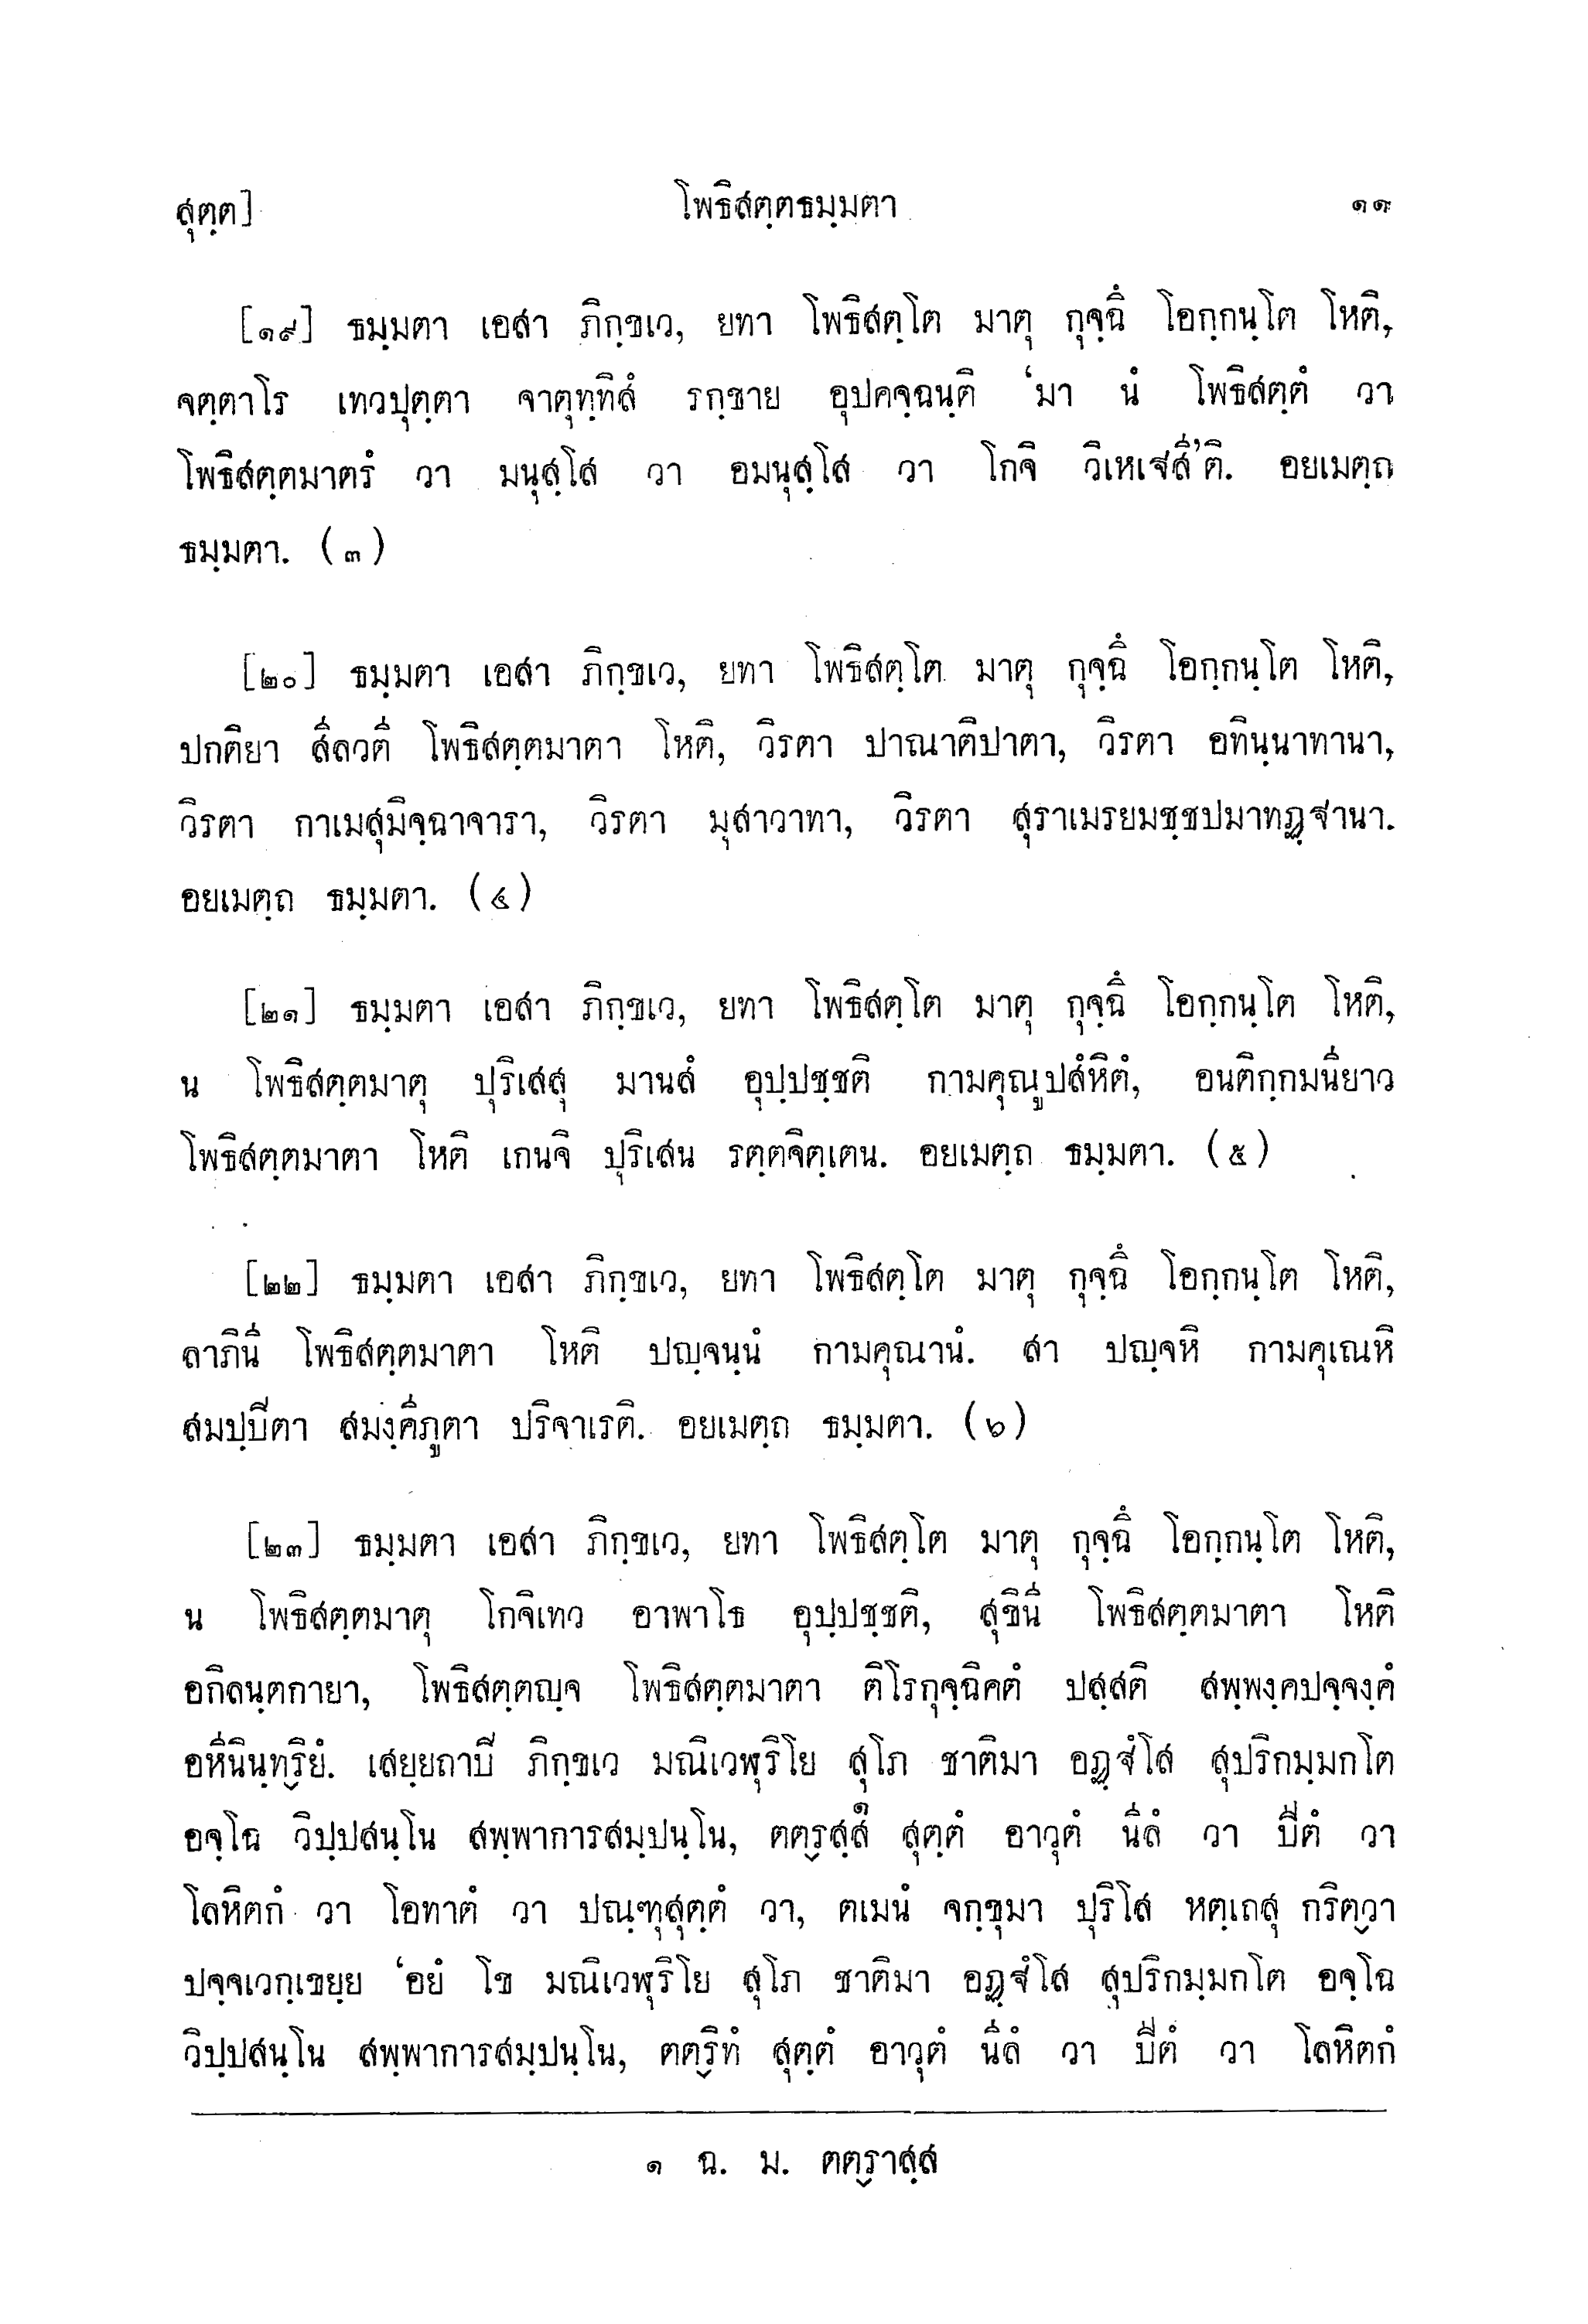 สุตฺต]
โพธิสตฺตธมฺมตา
๑๙
[๑๙] ธมฺมตา เอสา ภิกฺขเว, ยทา โพธิสตฺโต มาตุ กุจฺฉึ โอกฺกนฺโต โหติ,
จตฺตาโร เทวปุตฺตา จาตุทฺทิสํ รกฺขาย อุปคจฺฉนฺติ ‘มา นํ โพธิสตฺตํ วา
โพธิสตฺตมาตรํ วา มนุสฺโส วา อมนุสฺโส วา โกจิ วิเหเฐสี’ติ. อยเมตฺถ
ธมฺมตา. (๓)
[๒๐] ธมฺมตา เอสา ภิกฺขเว, ยทา โพธิสตฺโต มาตุ กุจฺฉึ โอกฺกนฺโต โหติ,
ปกติยา สีลวตี โพธิสตฺตมาตา โหติ, วิรตา ปาณาติปาตา, วิรตา อทินฺนาทานา,
วิรตา กาเมสุมิจฺฉาจารา, วิรตา มุสาวาทา, วิรตา สุราเมรยมชฺชปมาทฏฺฐานา.
อยเมตฺถ ธมฺมตา. (๔)
[๒๑] ธมฺมตา เอสา ภิกฺขเว, ยทา โพธิสตฺโต มาตุ กุจฺฉึ โอกฺกนฺโต โหติ,
น โพธิสตฺตมาตุ ปุริเสสุ มานสํ อุปฺปชฺชติ กามคุณูปสํหิตํ, อนติกฺกมนียาว
โพธิสตฺตมาตา โหติ เกนจิ ปุริเสน รตฺตจิตฺเตน. อยเมตฺถ ธมฺมตา. (๕)
[๒๒] ธมฺมตา เอสา ภิกฺขเว, ยทา โพธิสตฺโต มาตุ กุจฺฉึ โอกฺกนฺโต โหติ,
ลาภินี โพธิสตฺตมาตา โหติ ปญฺจนฺนํ กามคุณานํ. สา ปญฺจหิ กามคุเณหิ
สมปฺปิตา สมงฺคีภูตา ปริจาเรติ. อยเมตฺถ ธมฺมตา. (๖)
[๒๓] ธมฺมตา เอสา ภิกฺขเว, ยทา โพธิสตฺโต มาตุ กุจฺฉึ โอกฺกนฺโต โหติ,
น โพธิสตฺตมาตุ โกจิเทว อาพาโธ อุปฺปชฺชติ, สุขินี โพธิสตฺตมาตา โหติ
อกิลนฺตกายา, โพธิสตฺตญฺจ โพธิสตฺตมาตา ติโรกุจฺฉิคตํ ปสฺสติ สพฺพงฺคปจฺจงฺคํ
อหีนินฺทฺริยํ. เสยฺยถาปิ ภิกฺขเว มณิเวฬุริโย สุโภ ชาติมา อฏฺฐํโส สุปริกมฺมกโต
อจฺโฉ วิปฺปสนฺโน สพฺพาการสมฺปนฺโน, ตตฺรสฺสํ๑ สุตฺตํ อาวุตํ นีลํ วา ปีตํ วา
โลหิตกํ วา โอทาตํ วา ปณฺฑุสุตฺตํ วา, ตเมนํ จกฺขุมา ปุริโส หตฺเถสุ กริตฺวา
ปจฺจเวกฺเขยฺย ‘อยํ โข มณิเวฬุริโย สุโภ ชาติมา อฏฺฐํโส สุปริกมฺมกโต อจฺโฉ
วิปฺปสนฺโน สพฺพาการสมฺปนฺโน, ตตฺริทํ สุตฺตํ อาวุตํ นีลํ วา ปีตํ วา โลหิตกํ
๑ ฉ. ม. ตตฺราสฺส